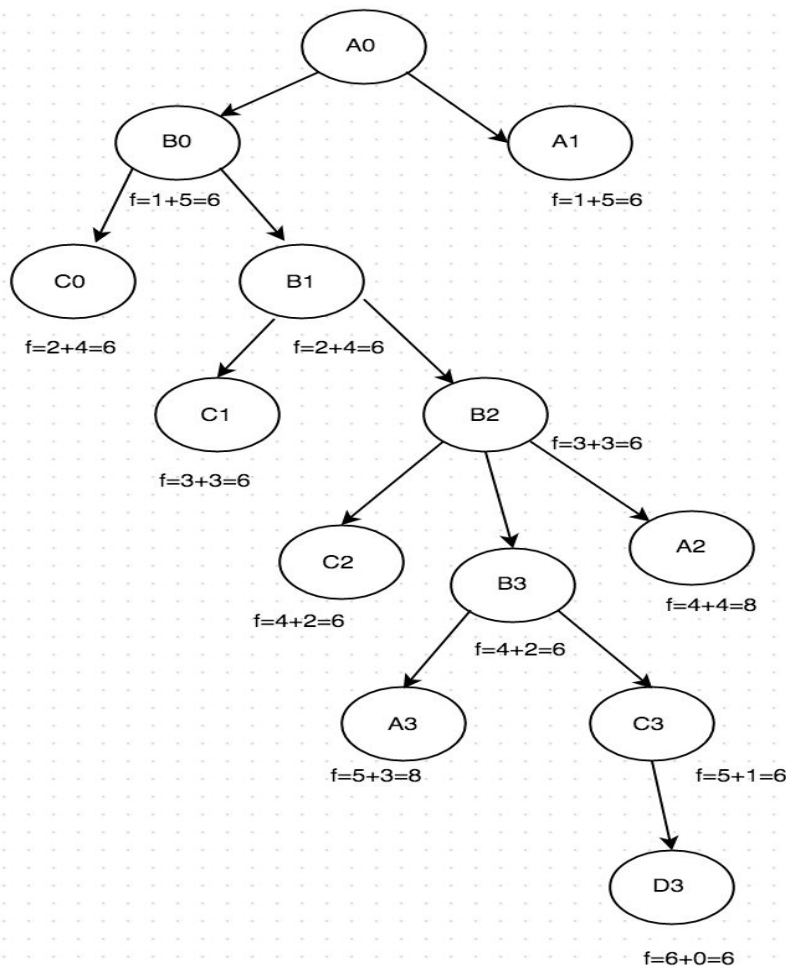 A0
B0
A1
f=1+5=6
f=1+5=6
C0
B1
f=2+4=6
f=2+4=6
C1
B2
f=3+3=6
f=3+3=6
C2
B3
A2
f=4+2=6
f=4+2=6
f=4+4=8
A3
C3
f=5+3=8
f=5+1=6
D3
f=6+0=6